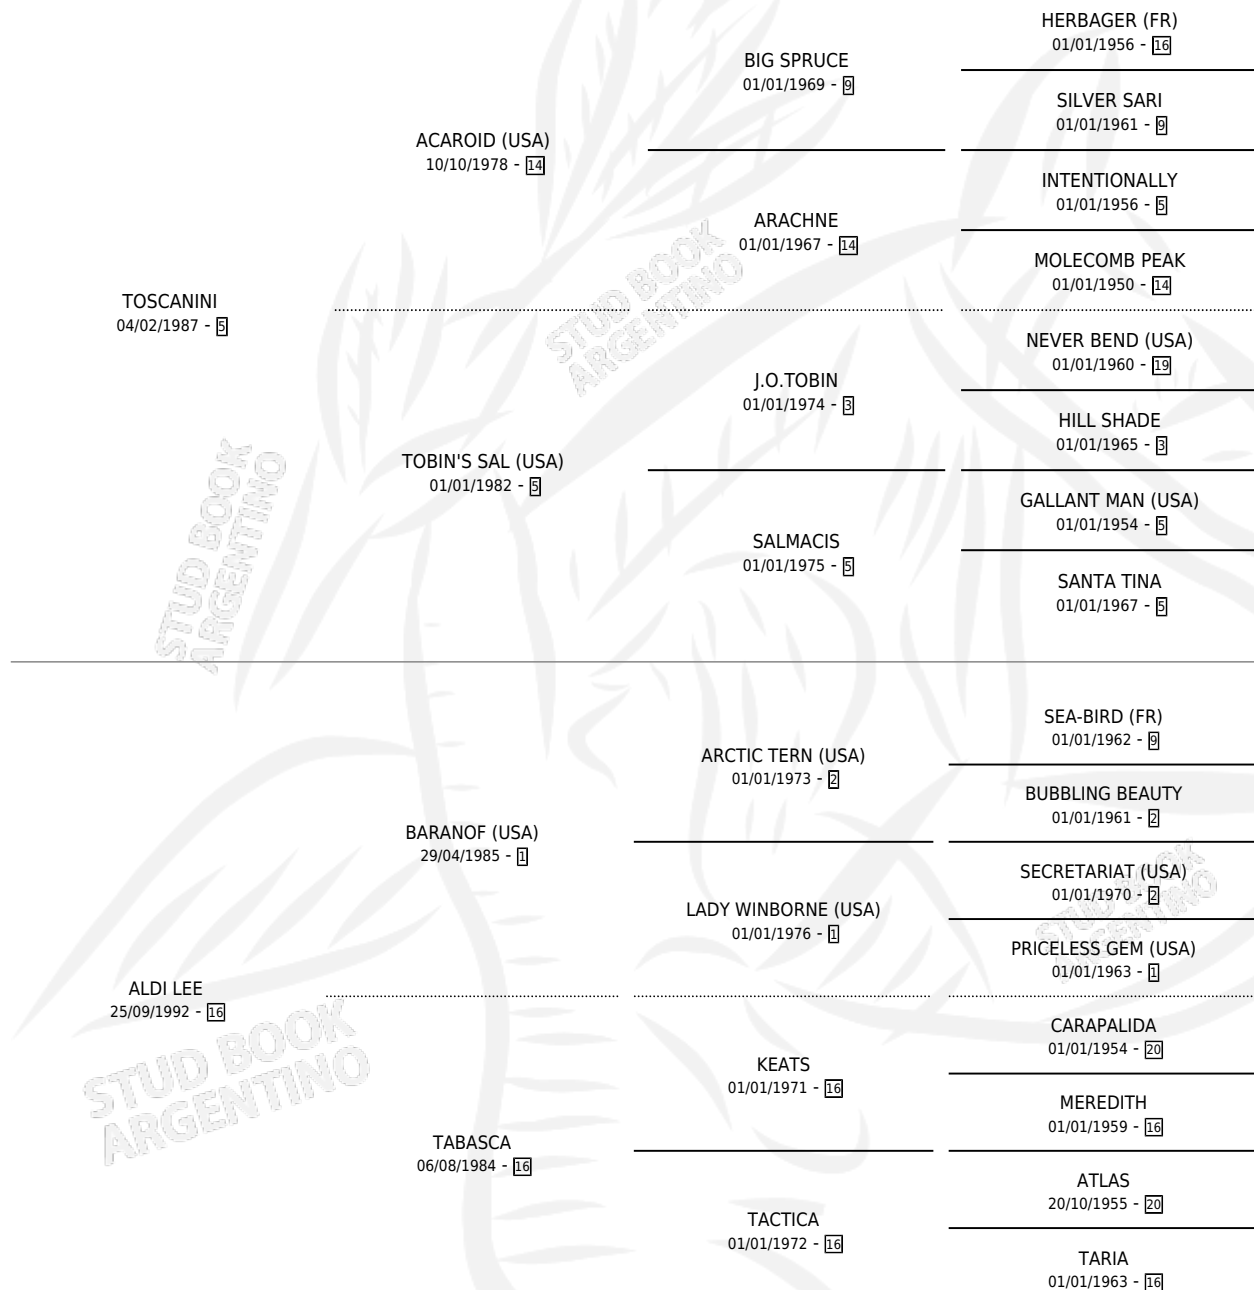 HERBAGER (FR)
01/01/1956 - 16
BIG SPRUCE
01/01/1969 - 9
SILVER SARI
01/01/1961 - 9
ACAROID (USA)
10/10/1978 - 14
INTENTIONALLY
01/01/1956 - 5
ARACHNE
01/01/1967 - 14
MOLECOMB PEAK
01/01/1950 - 14
TOSCANINI
04/02/1987 - 5
NEVER BEND (USA)
01/01/1960 - 19
J.O.TOBIN
01/01/1974 - 3
HILL SHADE
01/01/1965 - 3
TOBIN'S SAL (USA)
01/01/1982 - 5
GALLANT MAN (USA)
01/01/1954 - 5
SALMACIS
01/01/1975 - 5
SANTA TINA
01/01/1967 - 5
SEA-BIRD (FR)
01/01/1962 - 9
ARCTIC TERN (USA)
01/01/1973 - 2
BUBBLING BEAUTY
01/01/1961 - 2
BARANOF (USA)
29/04/1985 - 1
SECRETARIAT (USA)
01/01/1970 - 2
LADY WINBORNE (USA)
01/01/1976 - 1
PRICELESS GEM (USA)
01/01/1963 - 1
ALDI LEE
25/09/1992 - 16
CARAPALIDA
01/01/1954 - 20
KEATS
01/01/1971 - 16
MEREDITH
01/01/1959 - 16
TABASCA
06/08/1984 - 16
ATLAS
20/10/1955 - 20
TACTICA
01/01/1972 - 16
TARIA
01/01/1963 - 16
STUD BOOK
ARGENTINO
STUD BOOK
ARGENTINO
STUD BOOK
ARGENTINO
STUD BOOK
ARGENTINO